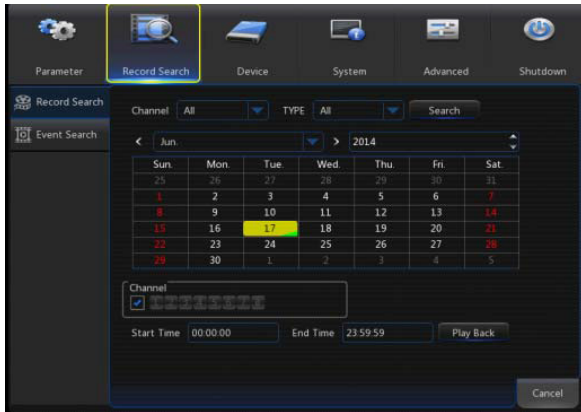 Parameter Record Search Device System Advanced Shutdown
Record Search
Event Search
Channel All TYPE All Search
< Jun. > 2014
Sun. Mon. Tue. Wed. Thu. Fri. Sat.
25 26 27 28 29 30 31
1 2 3 4 5 6 7
8 9 10 11 12 13 14
15 16 17 18 19 20 21
22 23 24 25 26 27 28
29 30 1 2 3 4 5
Channel
Start Time 00:00:00 End Time 23:59:59 Play Back
Cancel